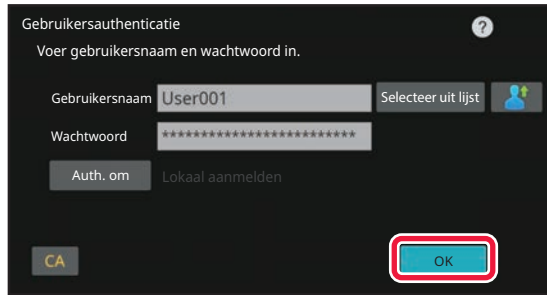 Gebruikersauthenticatie ?
Voer gebruikersnaam en wachtwoord in.
Gebruikersnaam User001 Selecteer uit lijst
Wachtwoord *************************
Auth. om Lokaal aanmelden
CA OK